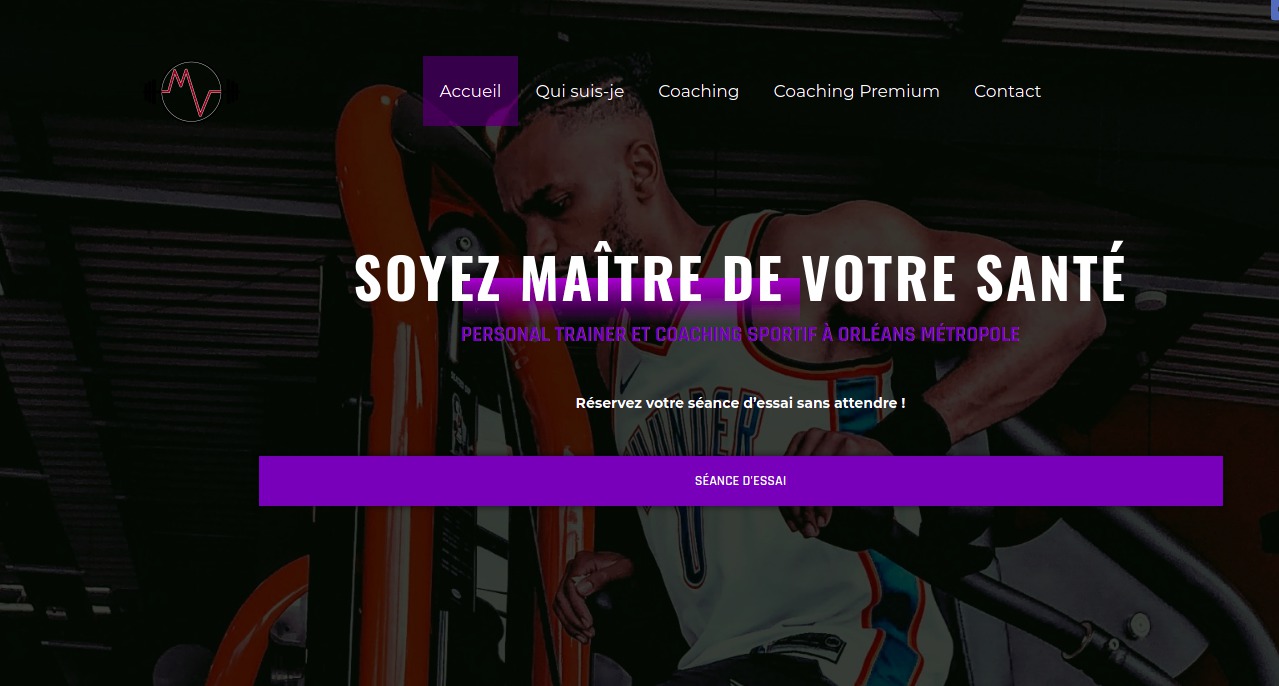 Accueil
Qui suis-je
Coaching
Coaching Premium
Contact
SOYEZ MAÎTRE DE VOTRE SANTÉ
PERSONAL TRAINER ET COACHING SPORTIF À ORLÉANS MÉTROPOLE
Réservez votre séance d’essai sans attendre !
SÉANCE D'ESSAI